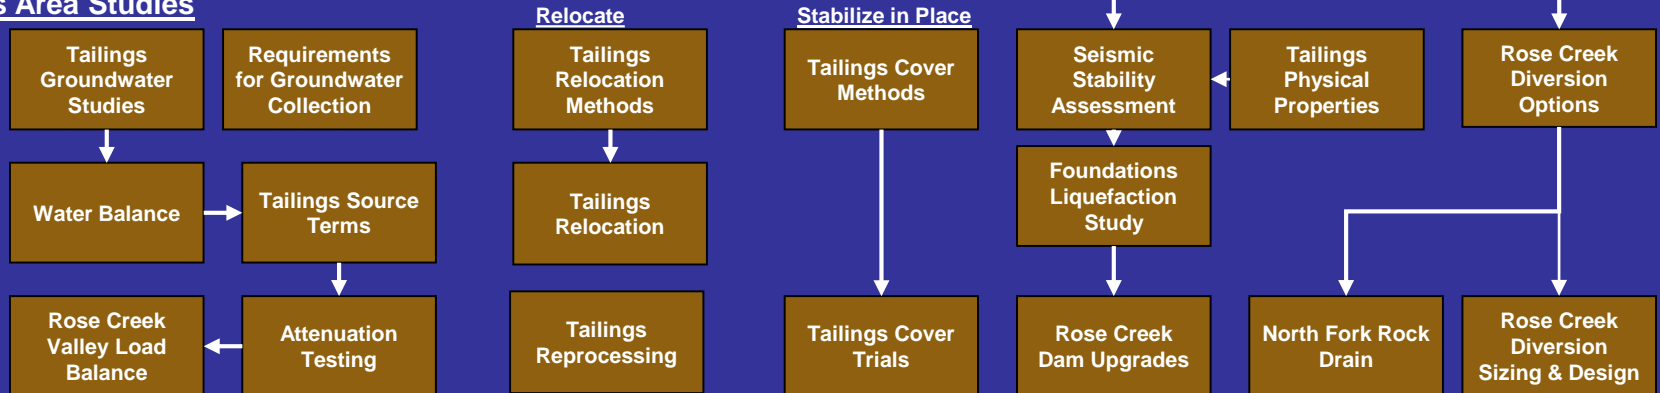 s Area Studies
Relocate
Stabilize in Place
Tailings
Groundwater
Studies
Requirements
for Groundwater
Collection
Tailings
Relocation
Methods
Tailings Cover
Methods
Seismic
Stability
Assessment
Tailings
Physical
Properties
Rose Creek
Diversion
Options
Water Balance
Tailings Source
Terms
Tailings
Relocation
Foundations
Liquefaction
Study
Rose Creek
Valley Load
Balance
Attenuation
Testing
Tailings
Reprocessing
Tailings Cover
Trials
Rose Creek
Dam Upgrades
North Fork Rock
Drain
Rose Creek
Diversion
Sizing & Design